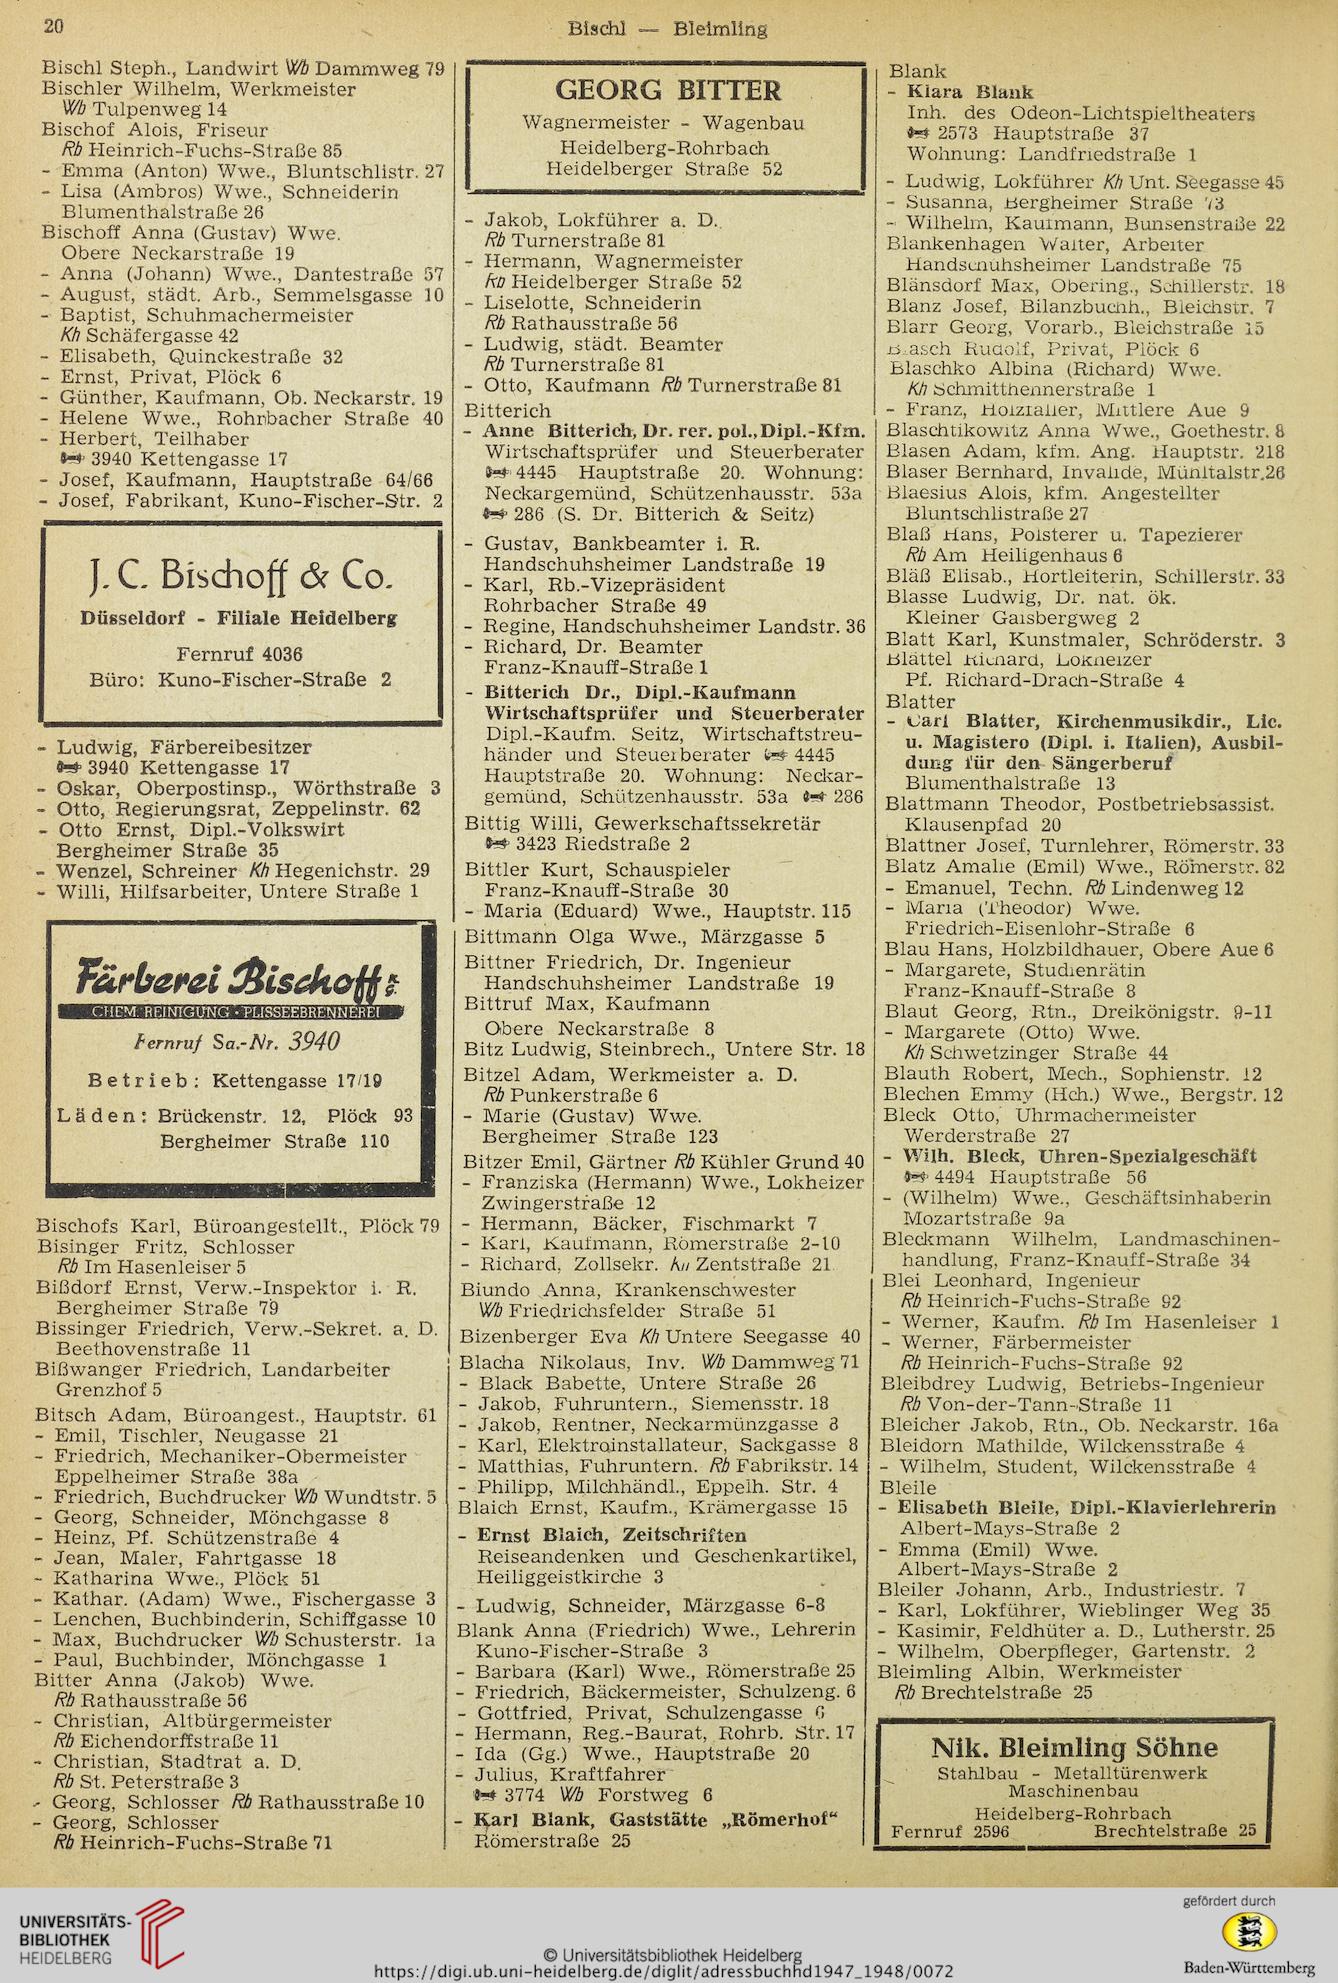 20
Bischl — Bleimling
Bischl Steph., Landwirt Wb Dammweg 79
Bischler Wilhelm, Werkmeister
Wb Tulpenweg 14
Bischof Alois, Friseur
Rb Heinrich-Fuchs-Straße 85
- Emma (Anton) Wwe., Bluntschlistr. 27
- Lisa (Ambros) Wwe., Schneiderin
Blumenthalstraße 26
Bischoff Anna (Gustav) Wwe.
Obere Neckarstraße 19
- Anna (Johann) Wwe., Dantestraße 57
- August, städt. Arb., Semmelsgasse 10
- Baptist, Schuhmachermeister
Kh Schäfergasse 42
- Elisabeth, Quinckestraße 32
- Ernst, Privat, Plöck 6
- Günther, Kaufmann, Ob. Neckarstr. 19
- Helene Wwe., Rohrbacher Straße 40
- Herbert, Teilhaber
3940 Kettengasse 17
- Josef, Kaufmann, Hauptstraße 64/66
- Josef, Fabrikant, Kuno-Fischer-Str. 2
J. C. Bischoff & Co.
Düsseldorf - Filiale Heidelberg
Fernruf 4036
Büro: Kuno-Fischer-Straße 2
- Ludwig, Färbereibesitzer
3940 Kettengasse 17
- Oskar, Oberpostinsp., Wörthstraße 3
- Otto, Regierungsrat, Zeppelinstr. 62
- Otto Ernst, Dipl.-Volkswirt
Bergheimer Straße 35
- Wenzel, Schreiner Kh Hegenichstr. 29
- Willi, Hilfsarbeiter, Untere Straße 1
Färberei Bischoff K.G.
CHEM. REINIGUNG • PLISSEEBRENNEREI
Fernruf Sa.-Nr. 3940
Betrieb: Kettengasse 17/19
Läden: Brückenstr. 12, Plöck 93
Bergheimer Straße 110
Bischofs Karl, Büroangestellt., Plöck 79
Bisinger Fritz, Schlosser
Rb Im Hasenleiser 5
Bißdorf Ernst, Verw.-Inspektor i. R.
Bergheimer Straße 79
Bissinger Friedrich, Verw.-Sekret. a. D.
Beethovenstraße 11
Bißwanger Friedrich, Landarbeiter
Grenzhof 5
Bitsch Adam, Büroangest., Hauptstr. 61
- Emil, Tischler, Neugasse 21
- Friedrich, Mechaniker-Obermeister
Eppelheimer Straße 38a
- Friedrich, Buchdrucker Wb Wundtstr. 5
- Georg, Schneider, Mönchgasse 8
- Heinz, Pf. Schützenstraße 4
- Jean, Maler, Fahrtgasse 18
- Katharina Wwe., Plöck 51
- Kathar. (Adam) Wwe., Fischergasse 3
- Lenchen, Buchbinderin, Schiffgasse 10
- Max, Buchdrucker Wb Schusterstr. 1a
- Paul, Buchbinder, Mönchgasse 1
Bitter Anna (Jakob) Wwe.
Rb Rathausstraße 56
- Christian, Altbürgermeister
Rb Eichendorffstraße 11
- Christian, Stadtrat a. D.
Rb St. Peterstraße 3
- Georg, Schlosser Rb Rathausstraße 10
- Georg, Schlosser
Rb Heinrich-Fuchs-Straße 71
GEORG BITTER
Wagnermeister - Wagenbau
Heidelberg-Rohrbach
Heidelberger Straße 52
- Jakob, Lokführer a. D.
Rb Turnerstraße 81
- Hermann, Wagnermeister
Rb Heidelberger Straße 52
- Liselotte, Schneiderin
Rb Rathausstraße 56
- Ludwig, städt. Beamter
Rb Turnerstraße 81
- Otto, Kaufmann Rb Turnerstraße 81
Bitterich
- Anne Bitterich, Dr. rer. pol., Dipl.-Kfm.
Wirtschaftsprüfer und Steuerberater
4445 Hauptstraße 20. Wohnung:
Neckargemünd, Schützenhausstr. 53a
286 (S. Dr. Bitterich & Seitz)
- Gustav, Bankbeamter i. R.
Handschuhsheimer Landstraße 19
- Karl, Rb.-Vizepräsident
Rohrbacher Straße 49
- Regine, Handschuhsheimer Landstr. 36
- Richard, Dr. Beamter
Franz-Knauff-Straße 1
- Bitterich Dr., Dipl.-Kaufmann
Wirtschaftsprüfer und Steuerberater
Dipl.-Kaufm. Seitz, Wirtschaftstreu-
händer und Steuerberater 4445
Hauptstraße 20. Wohnung: Neckar-
gemünd, Schützenhausstr. 53a 286
Bittig Willi, Gewerkschaftssekretär
3423 Riedstraße 2
Bittler Kurt, Schauspieler
Franz-Knauff-Straße 30
- Maria (Eduard) Wwe., Hauptstr. 115
Bittmann Olga Wwe., Märzgasse 5
Bittner Friedrich, Dr. Ingenieur
Handschuhsheimer Landstraße 19
Bittruf Max, Kaufmann
Obere Neckarstraße 8
Bitz Ludwig, Steinbrech., Untere Str. 18
Bitzel Adam, Werkmeister a. D.
Rb Punkerstraße 6
- Marie (Gustav) Wwe.
Bergheimer Straße 123
Bitzer Emil, Gärtner Rb Kühler Grund 40
- Franziska (Hermann) Wwe., Lokheizer
Zwingerstraße 12
- Hermann, Bäcker, Fischmarkt 7
- Karl, Kaufmann, Römerstraße 2-10
- Richard, Zollsekr. Kh Zentstraße 21
Biundo Anna, Krankenschwester
Wb Friedrichsfelder Straße 51
Bizenberger Eva Kh Untere Seegasse 40
Blacha Nikolaus, Inv. Wb Dammweg 71
- Black Babette, Untere Straße 26
- Jakob, Fuhruntern., Siemensstr. 18
- Jakob, Rentner, Neckarmünzgasse 8
- Karl, Elektroinstallateur, Sackgasse 8
- Matthias, Fuhruntern. Rb Fabrikstr. 14
- Philipp, Milchhändl., Eppelh. Str. 4
Blaich Ernst, Kaufm., Krämergasse 15
- Ernst Blaich, Zeitschriften
Reiseandenken und Geschenkartikel,
Heiliggeistkirche 3
- Ludwig, Schneider, Märzgasse 6-8
Blank Anna (Friedrich) Wwe., Lehrerin
Kuno-Fischer-Straße 3
- Barbara (Karl) Wwe., Römerstraße 25
- Friedrich, Bäckermeister, Schulzeng. 6
- Gottfried, Privat, Schulzengasse 6
- Hermann, Reg.-Baurat, Rohrb. Str. 17
- Ida (Gg.) Wwe., Hauptstraße 20
- Julius, Kraftfahrer
3774 Wb Forstweg 6
- Karl Blank, Gaststätte „Römerhof“
Römerstraße 25
Blank
- Klara Blank
Inh. des Odeon-Lichtspieltheaters
2573 Hauptstraße 37
Wohnung: Landfriedstraße 1
- Ludwig, Lokführer Kh Unt. Seegasse 45
- Susanna, Bergheimer Straße 73
- Wilhelm, Kaufmann, Bunsenstraße 22
Blankenhagen Walter, Arbeiter
Handschuhsheimer Landstraße 75
Blänsdorf Max, Obering., Schillerstr. 18
Blanz Josef, Bilanzbuchh., Bleichstr. 7
Blarr Georg, Vorarb., Bleichstraße 15
Blasch Rudolf, Privat, Plöck 6
Blaschko Albina (Richard) Wwe.
Kh Schmitthennerstraße 1
- Franz, Holzfäller, Mittlere Aue 9
Blaschtikowitz Anna Wwe., Goethestr. 8
Blasen Adam, kfm. Ang. Hauptstr. 218
Blaser Bernhard, Invalide, Mühltalstr. 26
Blaesius Alois, kfm. Angestellter
Bluntschlistraße 27
Blaß Hans, Polsterer u. Tapezierer
Rb Am Heiligenhaus 6
Bläß Elisab., Hortleiterin, Schillerstr. 33
Blasse Ludwig, Dr. nat. ök.
Kleiner Gaisbergweg 2
Blatt Karl, Kunstmaler, Schröderstr. 3
Blättel Richard, Lokheizer
Pf. Richard-Drach-Straße 4
Blatter
- Carl Blatter, Kirchenmusikdir., Lic.
u. Magistero (Dipl. i. Italien), Ausbil-
dung für den Sängerberuf
Blumenthalstraße 13
Blattmann Theodor, Postbetriebsassist.
Klausenpfad 20
Blattner Josef, Turnlehrer, Römerstr. 33
Blatz Amalie (Emil) Wwe., Römerstr. 82
- Emanuel, Techn. Rb Lindenweg 12
- Maria (Theodor) Wwe.
Friedrich-Eisenlohr-Straße 6
Blau Hans, Holzbildhauer, Obere Aue 6
- Margarete, Studienrätin
Franz-Knauff-Straße 8
Blaut Georg, Rtn., Dreikönigstr. 9-11
- Margarete (Otto) Wwe.
Kh Schwetzinger Straße 44
Blauth Robert, Mech., Sophienstr. 12
Blechen Emmy (Hch.) Wwe., Bergstr. 12
Bleck Otto, Uhrmachermeister
Werderstraße 27
- Wilh. Bleck, Uhren-Spezialgeschäft
4494 Hauptstraße 56
- (Wilhelm) Wwe., Geschäftsinhaberin
Mozartstraße 9a
Bleckmann Wilhelm, Landmaschinen-
handlung, Franz-Knauff-Straße 34
Blei Leonhard, Ingenieur
Rb Heinrich-Fuchs-Straße 92
- Werner, Kaufm. Rb Im Hasenleiser 1
- Werner, Färbermeister
Rb Heinrich-Fuchs-Straße 92
Bleibdrey Ludwig, Betriebs-Ingenieur
Rb Von-der-Tann-Straße 11
Bleicher Jakob, Rtn., Ob. Neckarstr. 16a
Bleidorn Mathilde, Wilckensstraße 4
- Wilhelm, Student, Wilckensstraße 4
Bleile
- Elisabeth Bleile, Dipl.-Klavierlehrerin
Albert-Mays-Straße 2
- Emma (Emil) Wwe.
Albert-Mays-Straße 2
Bleiler Johann, Arb., Industriestr. 7
- Karl, Lokführer, Wieblinger Weg 35
- Kasimir, Feldhüter a. D., Lutherstr. 25
- Wilhelm, Oberpfleger, Gartenstr. 2
Bleimling Albin, Werkmeister
Rb Brechtelstraße 25
Nik. Bleimling Söhne
Stahlbau - Metalltürenwerk
Maschinenbau
Heidelberg-Rohrbach
Fernruf 2596 Brechtelstraße 25
UNIVERSITÄTS-
BIBLIOTHEK
HEIDELBERG
© Universitätsbibliothek Heidelberg
https://digi.ub.uni-heidelberg.de/diglit/adressbuchhd1947_1948/0072
gefördert durch
Baden-Württemberg